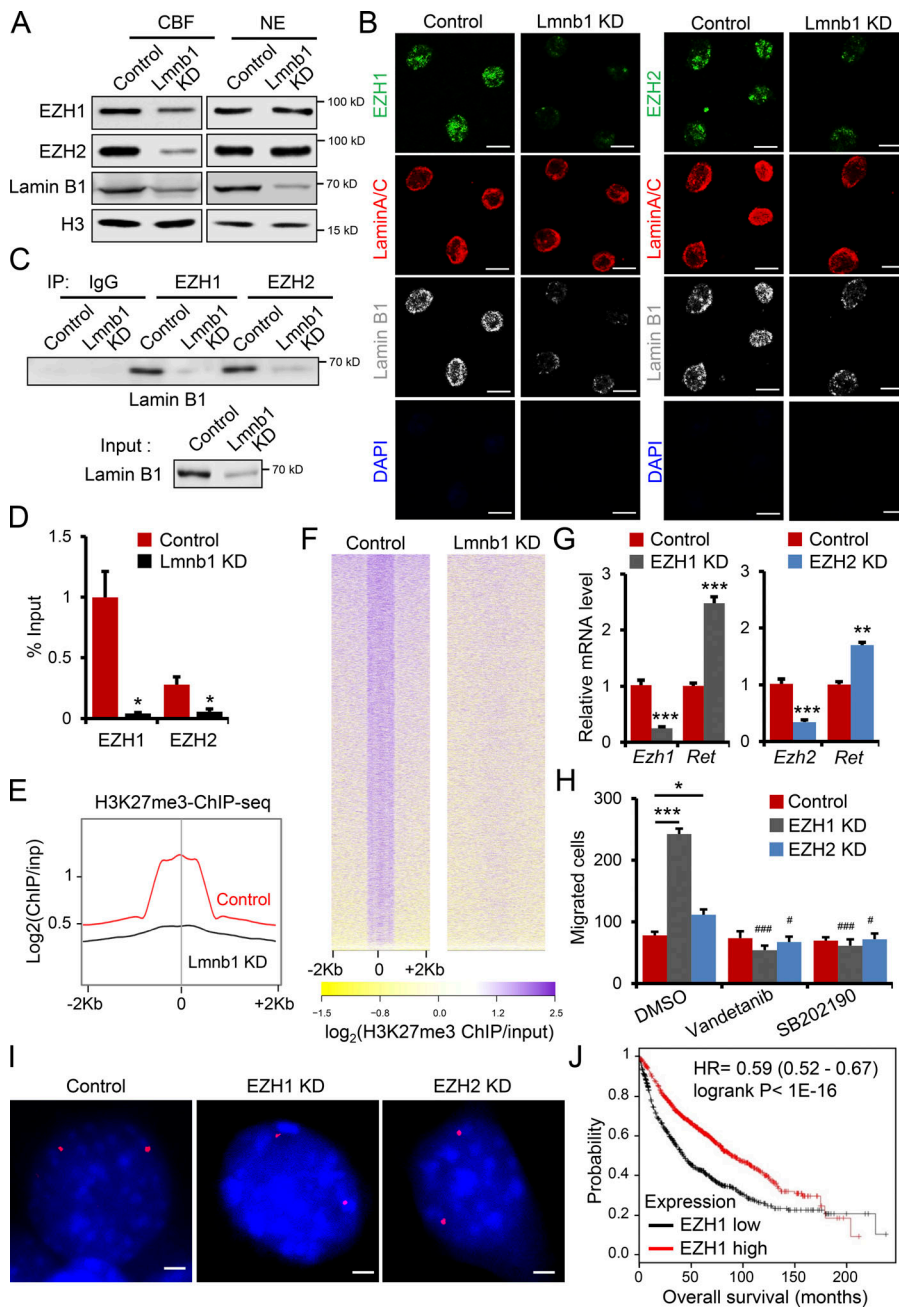 A
CBF
NE
Control
Lmnb1 KD
Control
Lmnb1 KD
EZH1
100 kD
EZH2
100 kD
Lamin B1
70 kD
H3
15 kD
B
Control
Lmnb1 KD
Control
Lmnb1 KD
EZH1
EZH2
LaminA/C
LaminA/C
Lamin B1
Lamin B1
DAPI
DAPI
C
IP:
IgG
EZH1
EZH2
Control
Lmnb1 KD
Control
Lmnb1 KD
Control
Lmnb1 KD
70 kD
Lamin B1
Input :
Control
Lmnb1 KD
Lamin B1
70 kD
D
Control
Lmnb1 KD
% Input
1.5
1
0.5
0
*
*
EZH1
EZH2
E
H3K27me3-ChIP-seq
Log2(ChIP/inp)
1
0.5
Control
Lmnb1 KD
-2Kb
0
+2Kb
F
Control
Lmnb1 KD
-2Kb
0
+2Kb
-2Kb
0
+2Kb
−1.5
−0.8
0.0
1.2
2.5
log2(H3K27me3 ChIP/input)
G
Control
EZH1 KD
Control
EZH2 KD
Relative mRNA level
3
2
1
0
***
***
Ezh1
Ret
3
2
1
0
***
**
Ezh2
Ret
H
Migrated cells
300
200
100
0
*
***
Control
EZH1 KD
EZH2 KD
###
#
###
#
DMSO
Vandetanib
SB202190
I
Control
EZH1 KD
EZH2 KD
J
Probability
1
0.8
0.6
0.4
0.2
0.0
HR= 0.59 (0.52 - 0.67)
logrank P< 1E-16
Expression
EZH1 low
EZH1 high
0
50
100
150
200
Overall survival (months)